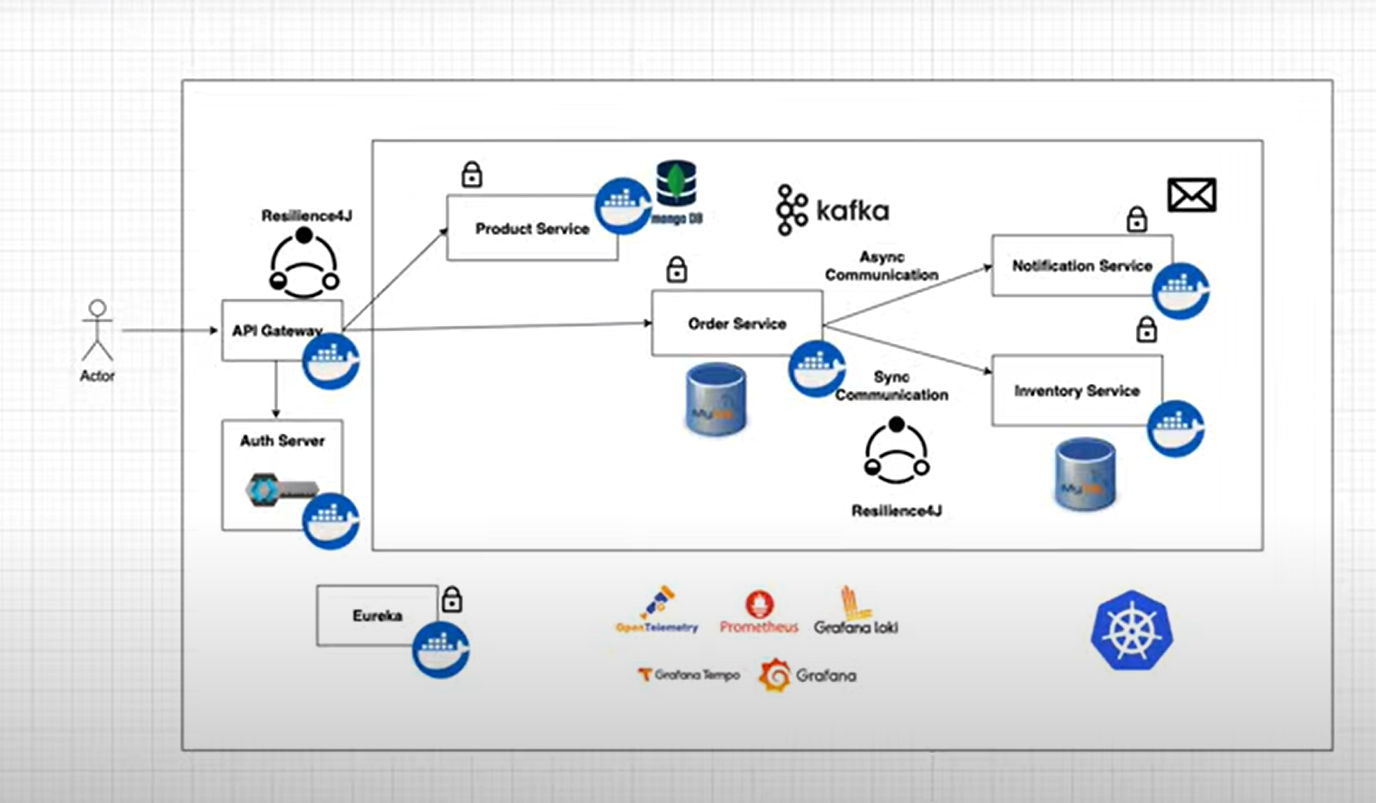 Resilience4J
mongo DB
Product Service
kafka
Async
Communication
Notification Service
Order Service
API Gateway
Actor
Sync
Communication
Inventory Service
MySQL
Auth Server
MySQL
Resilience4J
Eureka
OpenTelemetry
Prometheus
Grafana loki
Grafana Tempo
Grafana